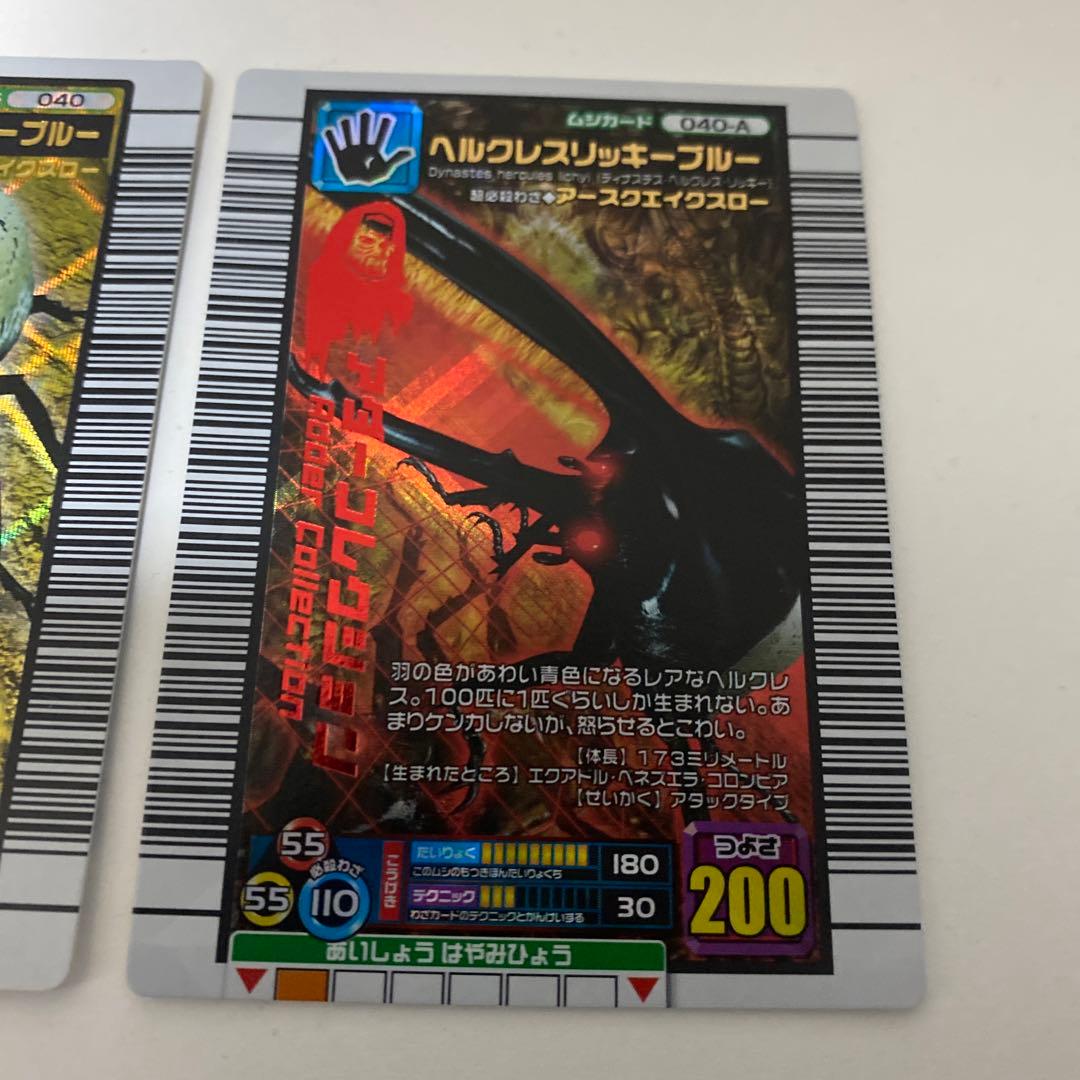 040
ーブルー
イクスロー
ムシカード 040-A
ヘルクレスリッキーブルー
Dynastes hercules lichyi (ディナステス・ヘルクレス・リッキー)
超必殺わざ◆アースクエイクスロー
アダーコレクション
Ader Collection
羽の色があわい青色になるレアなヘルクレ
ス。100匹に1匹ぐらいしか生まれない。あ
まりケンカしないが、怒らせるとこわい。
【体長】173ミリメートル
【生まれたところ】エクアドル・ベネズエラ・コロンビア
【せいかく】アタックタイプ
55
必殺わざ
55
110
こうげき
たいりょく 180
このムシのもつきほんたいりょくち
テクニック 30
わざカードのテクニックとかんけいする
つよさ
200
あいしょう はやみひょう